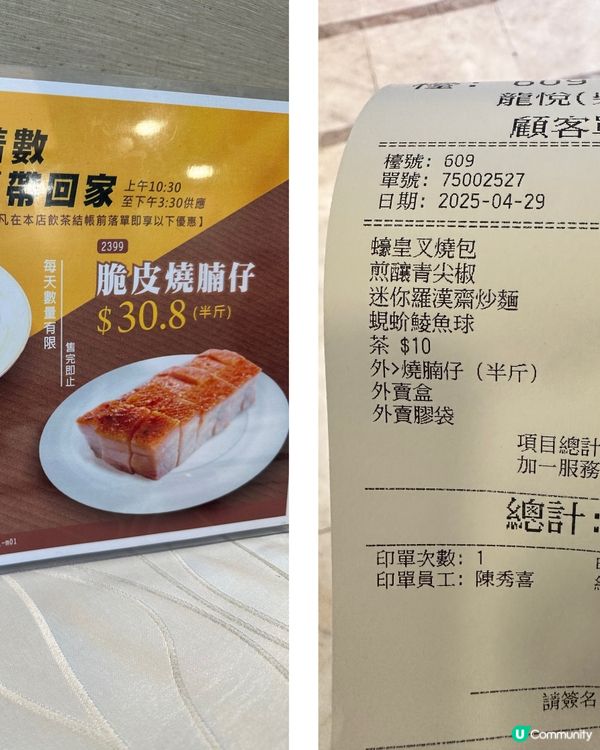 數
帶回家 上午10:30
至下午3:30供應
凡在本店飲茶結帳前落單即享以下優惠】
2399
脆皮燒腩仔
$30.8 (半斤)
每天數量有限
售完即止
-m01
609
龍悅(
顧客
檯號: 609
單號: 75002527
日期: 2025-04-29
蠔皇叉燒包
煎釀青尖椒
迷你羅漢齋炒麵
蜆蚧鯪魚球
茶 $10
外>燒腩仔 (半斤)
外賣盒
外賣膠袋
項目總計
加一服務
總計:
印單次數: 1
印單員工: 陳秀喜
請簽名
U Community